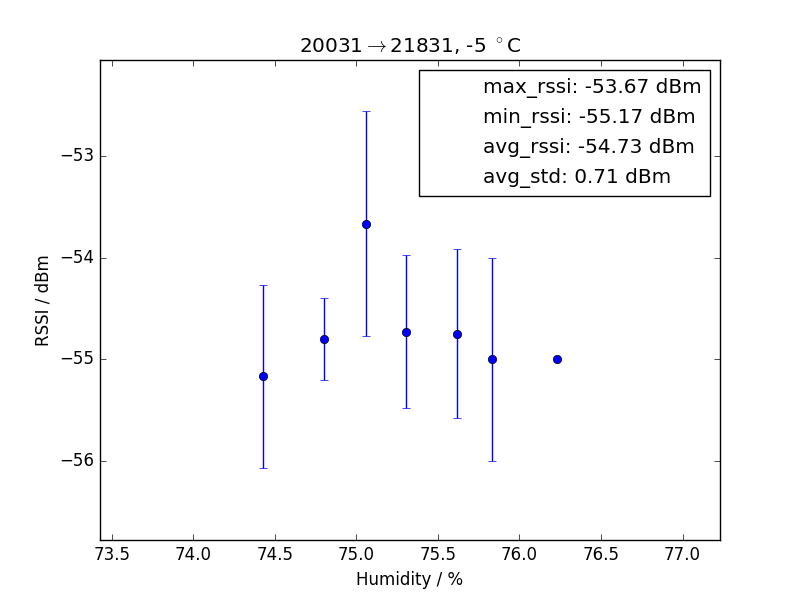 20031→21831, -5 °C
max_rssi: -53.67 dBm
min_rssi: -55.17 dBm
avg_rssi: -54.73 dBm
avg_std: 0.71 dBm
−53
−54
−55
−56
RSSI / dBm
73.5 74.0 74.5 75.0 75.5 76.0 76.5 77.0
Humidity / %